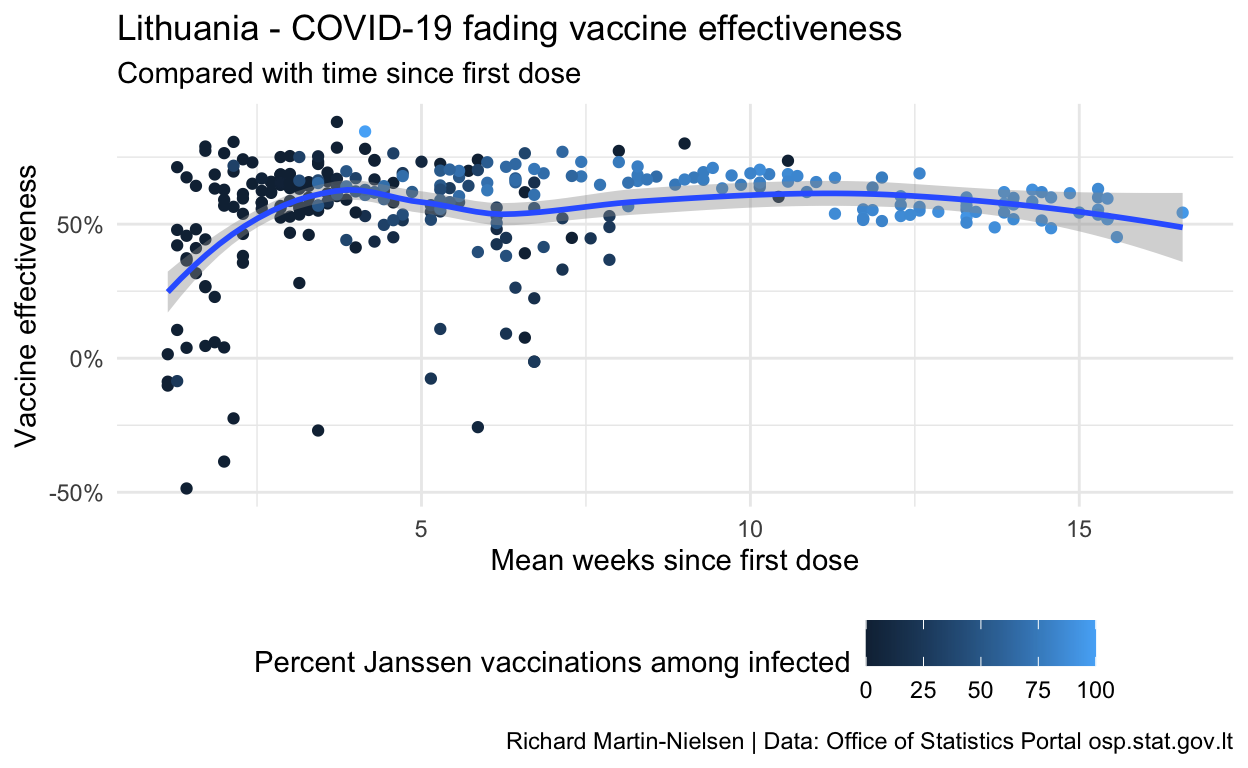 Lithuania - COVID-19 fading vaccine effectiveness
Compared with time since first dose
Vaccine effectiveness
50%
0%
-50%
5 10 15
Mean weeks since first dose
Percent Janssen vaccinations among infected
0 25 50 75 100
Richard Martin-Nielsen | Data: Office of Statistics Portal osp.stat.gov.lt